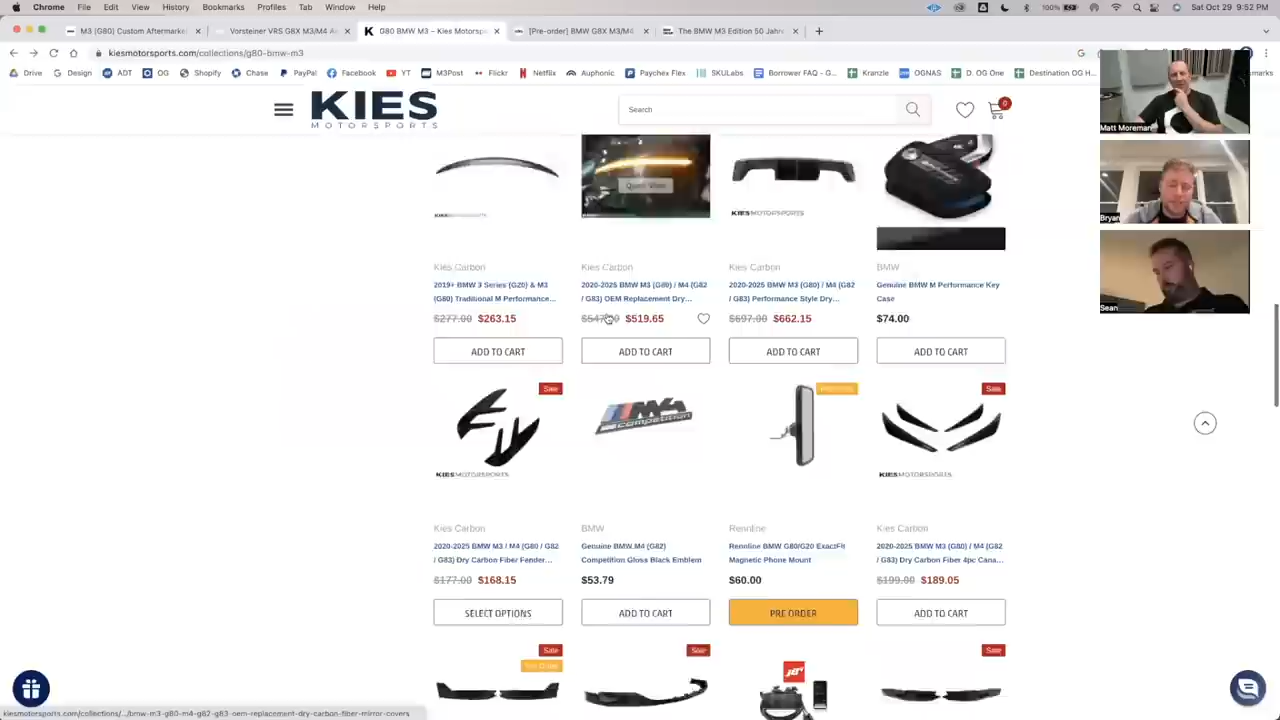 Chrome File Edit View History Bookmarks Profiles Tab Window Help
100% Sat Oct 29 9:52 PM
M3 (G80) Custom Aftermarket
Vorsteiner VRS G8X M3/M4 A
G80 BMW M3 – Kies Motorspo
[Pre-order] BMW G8X M3/M4
The BMW M3 Edition 50 Jahre
kiesmotorsports.com/collections/g80-bmw-m3
Drive Design ADT OG Shopify Chase PayPal Facebook YT M3Post Flickr Netflix Auphonic Paychex Flex SKULabs Borrower FAQ - G... Kranzle OGNAS D. OG One Destination OG H...
KIES
MOTORSPORTS
Search
0
Matt Moreman
Bryan
Sean
Quick View
KIESMOTORSPORTS
Kies Carbon
2019+ BMW 3 Series (G20) & M3
(G80) Traditional M Performance...
$277.00 $263.15
ADD TO CART
Kies Carbon
2020-2025 BMW M3 (G80) / M4 (G82
/ G83) OEM Replacement Dry...
$547.00 $519.65
ADD TO CART
Kies Carbon
2020-2025 BMW M3 (G80) / M4 (G82
/ G83) Performance Style Dry...
$697.00 $662.15
ADD TO CART
BMW
Genuine BMW M Performance Key
Case
$74.00
ADD TO CART
Sale
KIESMOTORSPORTS
Kies Carbon
2020-2025 BMW M3 / M4 (G80 / G82
/ G83) Dry Carbon Fiber Fender...
$177.00 $168.15
SELECT OPTIONS
M4
competition
BMW
Genuine BMW M4 (G82)
Competition Gloss Black Emblem
$53.79
ADD TO CART
Rennline
Rennline BMW G80/G20 ExactFit
Magnetic Phone Mount
$60.00
PRE ORDER
Sale
KIESMOTORSPORTS
Kies Carbon
2020-2025 BMW M3 (G80) / M4 (G82
/ G83) Dry Carbon Fiber 4pc Cana...
$199.00 $189.05
ADD TO CART
Sale
Sale
Sale
kiesmotorsports.com/collections/.../bmw-m3-g80-m4-g82-g83-oem-replacement-dry-carbon-fiber-mirror-covers